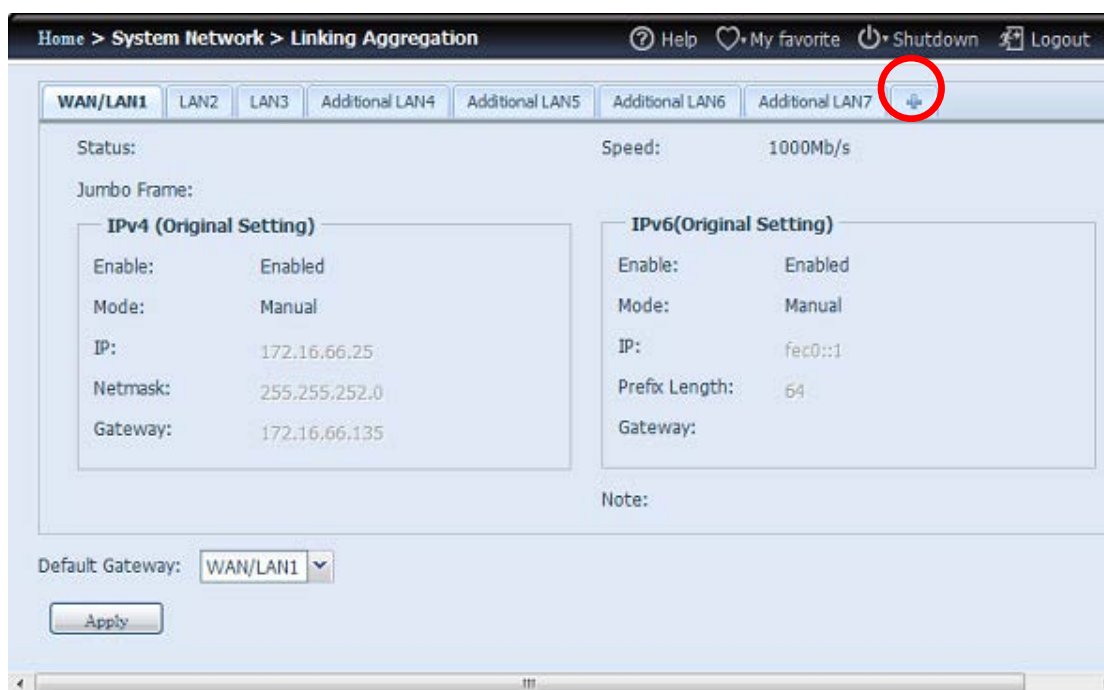 Home > System Network > Linking Aggregation Help My favorite Shutdown Logout
WAN/LAN1 LAN2 LAN3 Additional LAN4 Additional LAN5 Additional LAN6 Additional LAN7
Status: Speed: 1000Mb/s
Jumbo Frame:
IPv4 (Original Setting) IPv6(Original Setting)
Enable: Enabled Enable: Enabled
Mode: Manual Mode: Manual
IP: 172.16.66.25 IP: fec0::1
Netmask: 255.255.252.0 Prefix Length: 64
Gateway: 172.16.66.135 Gateway:
Note:
Default Gateway: WAN/LAN1
Apply